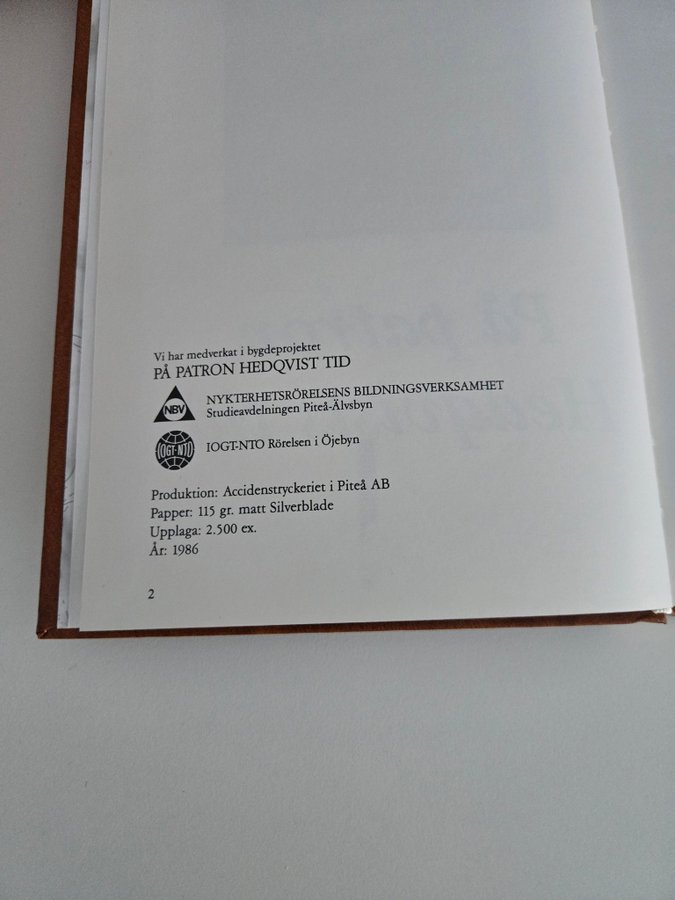 Vi har medverkat i bygdeprojektet
PÅ PATRON HEDQVIST TID
NBV
NYKTERHETSRÖRELSENS BILDNINGSVERKSAMHET
Studieavdelningen Piteå-Älvsbyn
IOGT-NTO
IOGT-NTO Rörelsen i Öjebyn
Produktion: Accidenstryckeriet i Piteå AB
Papper: 115 gr. matt Silverblade
Upplaga: 2.500 ex.
År: 1986
2